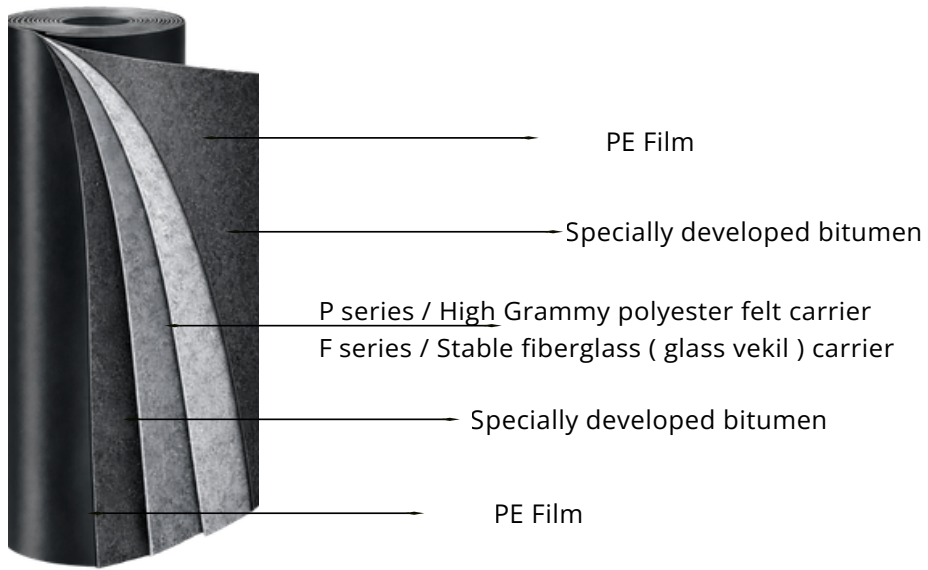 PE Film
Specially developed bitumen
P series / High Grammy polyester felt carrier
F series / Stable fiberglass ( glass vekil ) carrier
Specially developed bitumen
PE Film